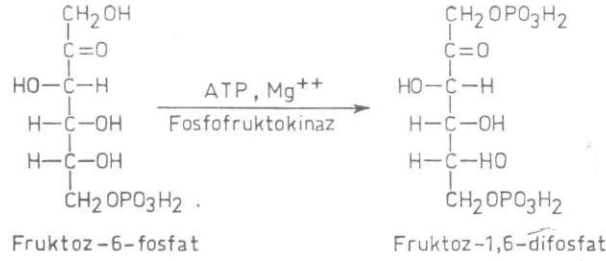 CH₂OH
C=O
HO—C—H
H—C—OH
H—C—OH
CH₂OPO₃H₂ .
Fruktoz-6-fosfat
ATP, Mg⁺⁺
Fosfofruktokinaz
CH₂OPO₃H₂
C=O
HO—C—H
H—C—OH
H—C—HO
CH₂OPO₃H₂
Fruktoz-1,6-difosfat